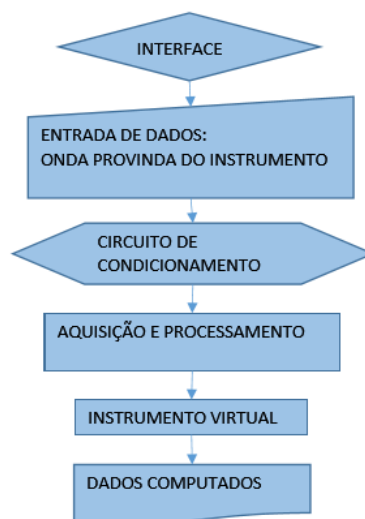 INTERFACE
ENTRADA DE DADOS:
ONDA PROVINDA DO INSTRUMENTO
CIRCUITO DE
CONDICIONAMENTO
AQUISIÇÃO E PROCESSAMENTO
INSTRUMENTO VIRTUAL
DADOS COMPUTADOS